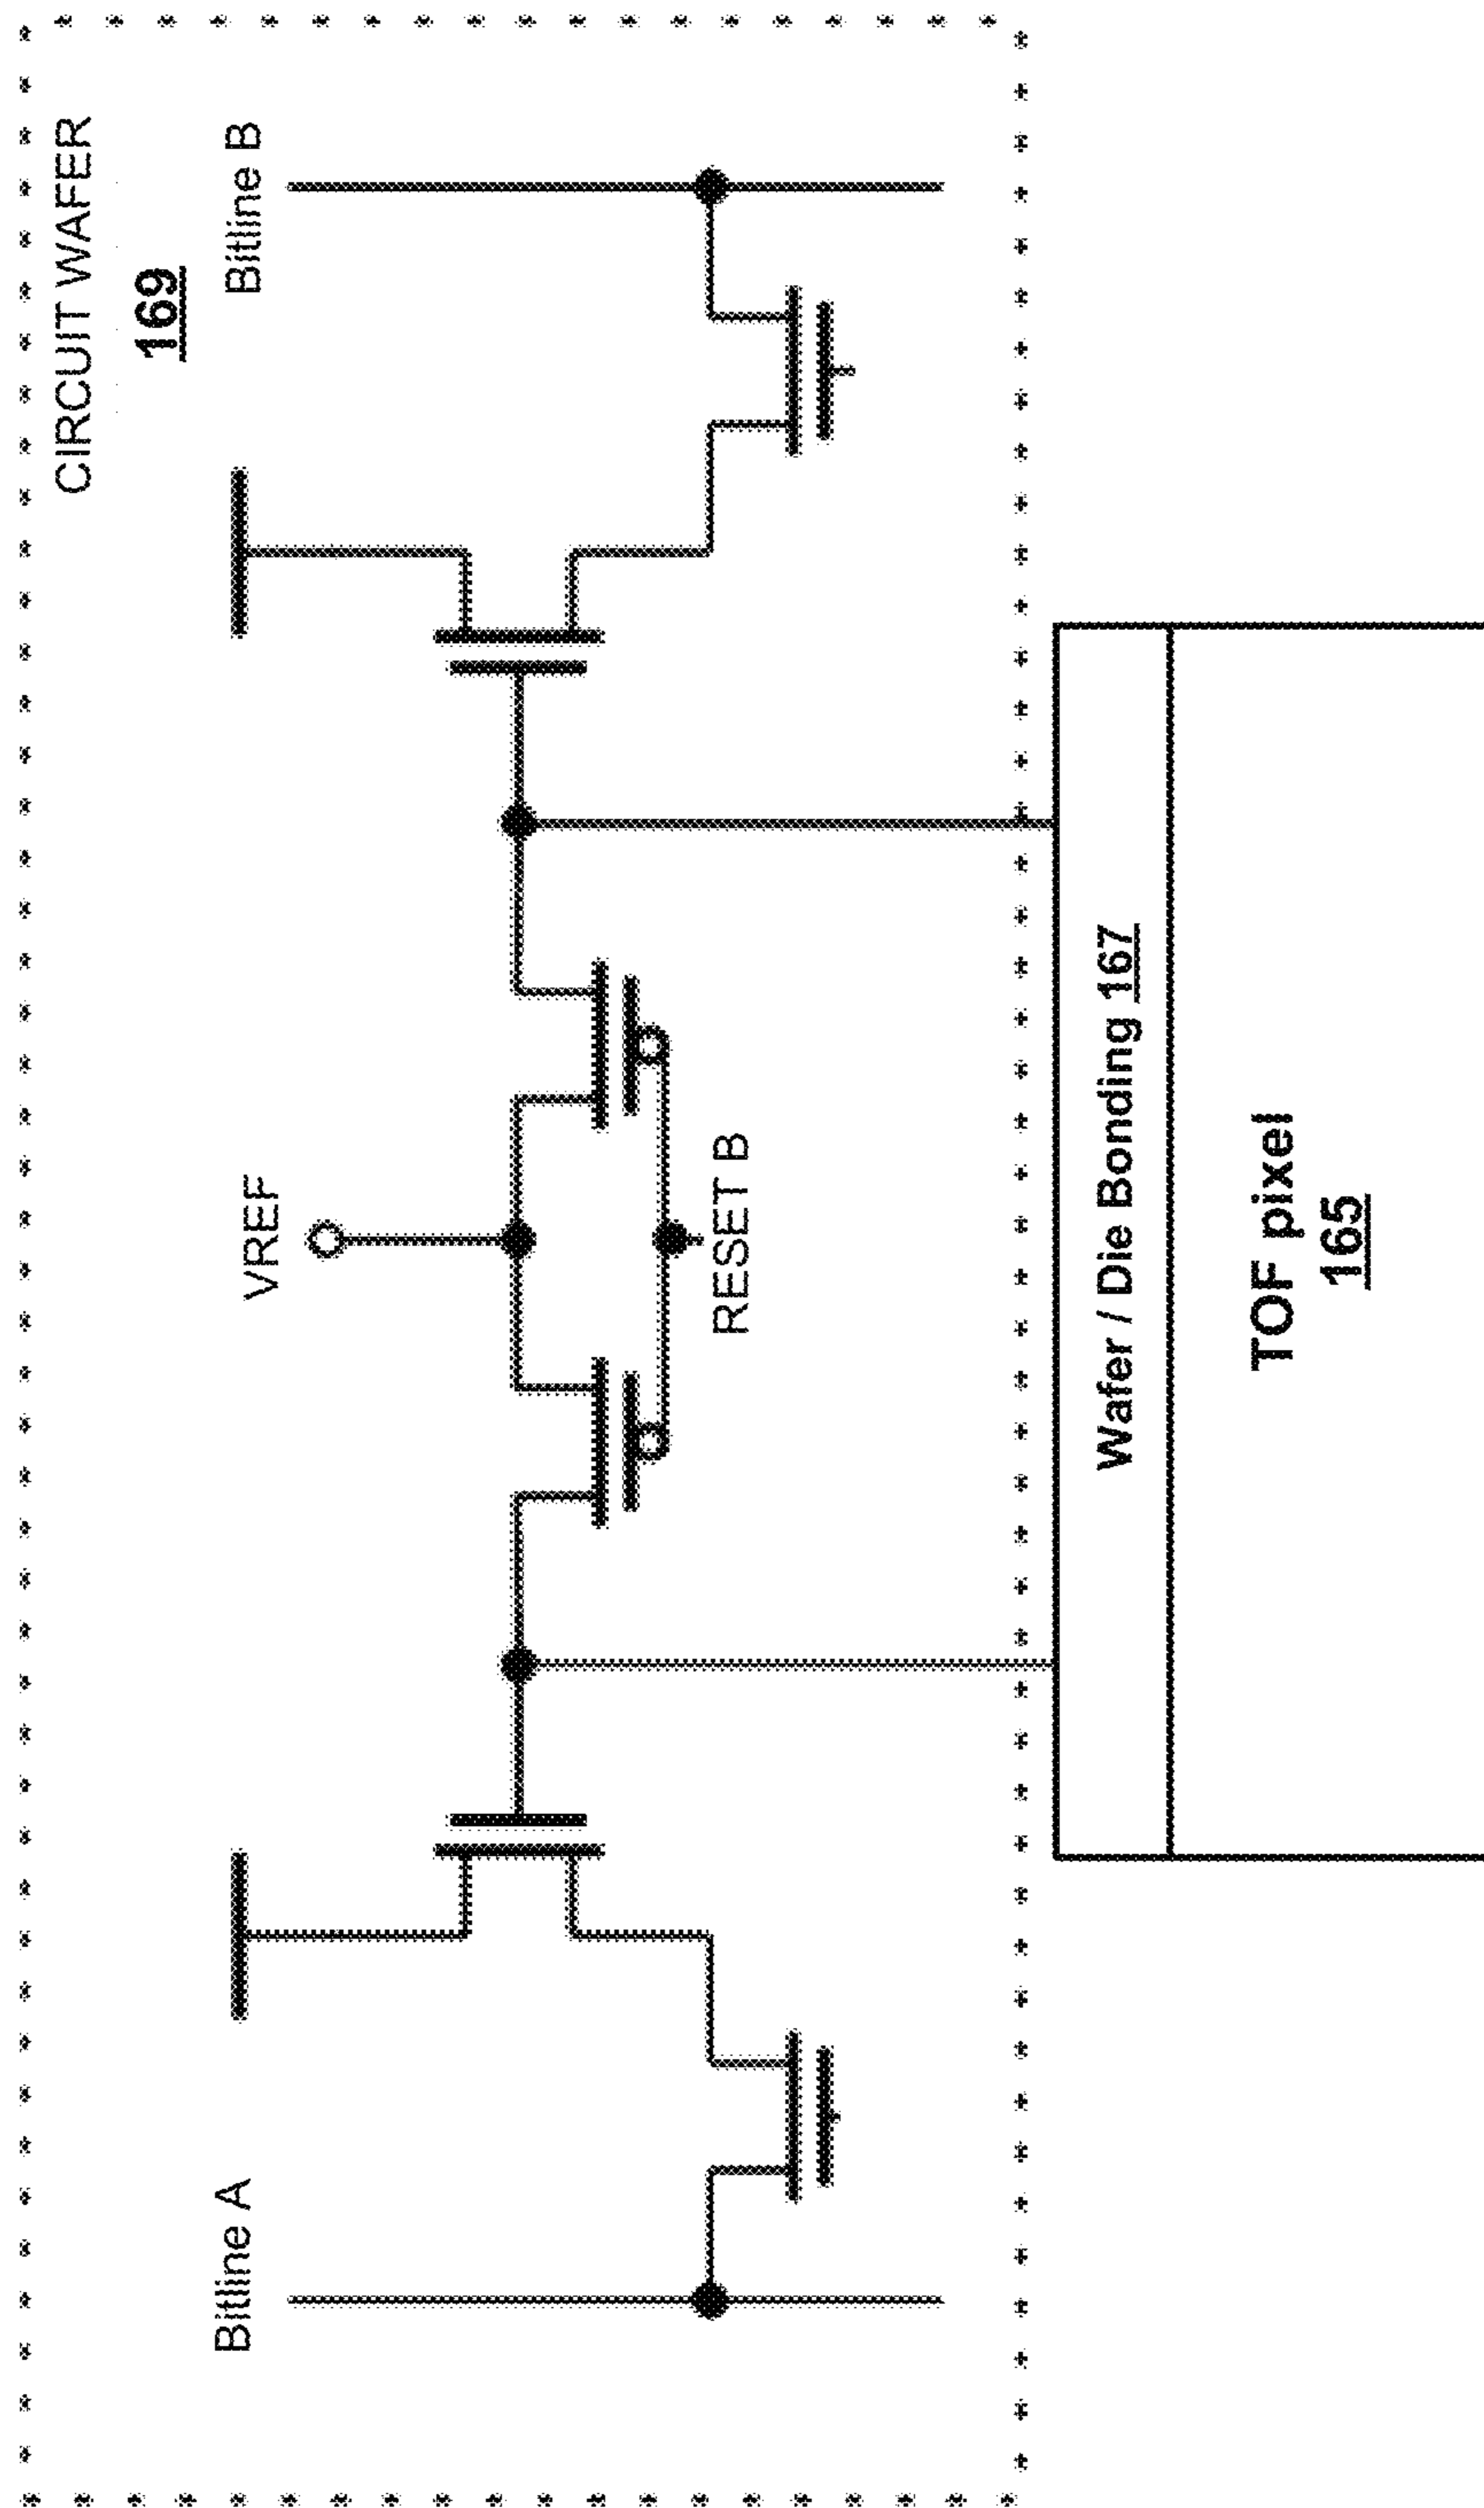 CIRCUIT WAFER
169
Bitline A
VREF
Bitline B
RESET B
Wafer / Die Bonding 167
TOF pixel
165